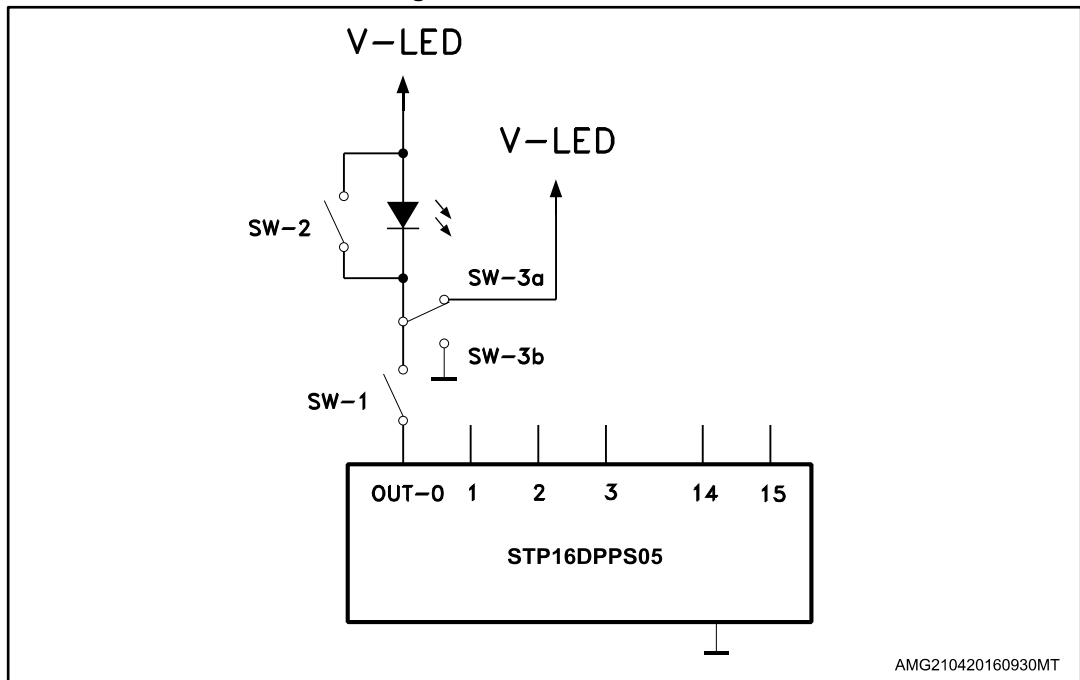 V-LED
V-LED
SW-2
SW-3a
SW-3b
SW-1
OUT-0 1 2 3 14 15
STP16DPPS05
AMG210420160930MT